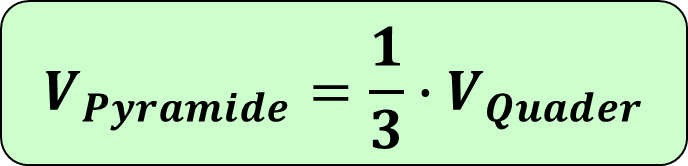 V_Pyramide = 1/3 · V_Quader